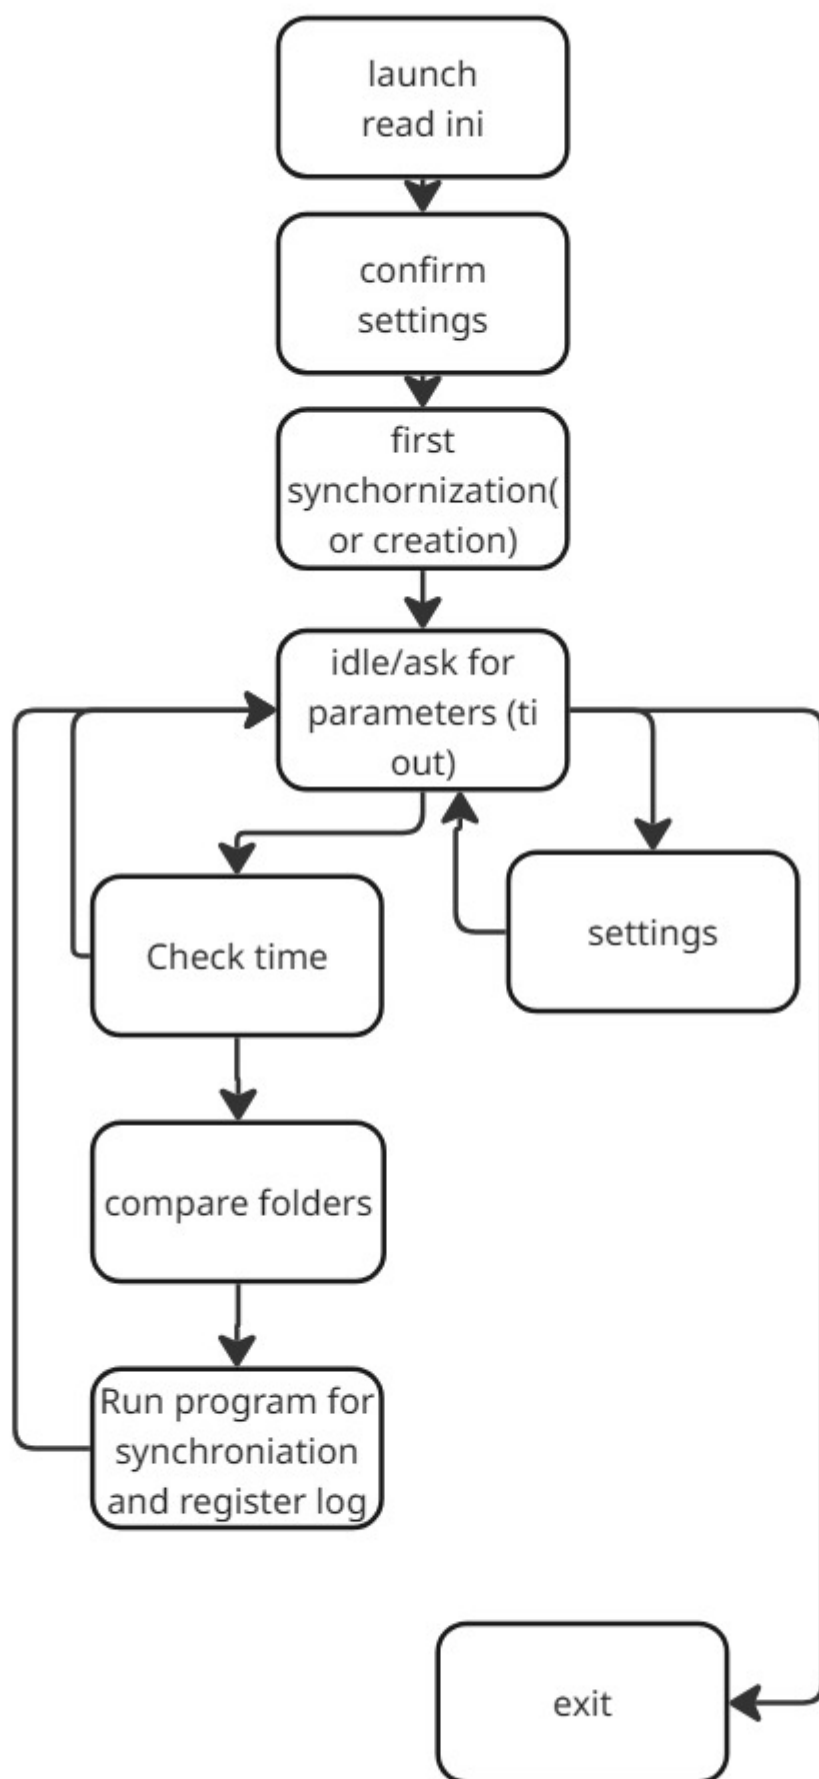 launch
read ini
confirm
settings
first
synchornization(
or creation)
idle/ask for
parameters (ti
out)
Check time
settings
compare folders
Run program for
synchroniation
and register log
exit